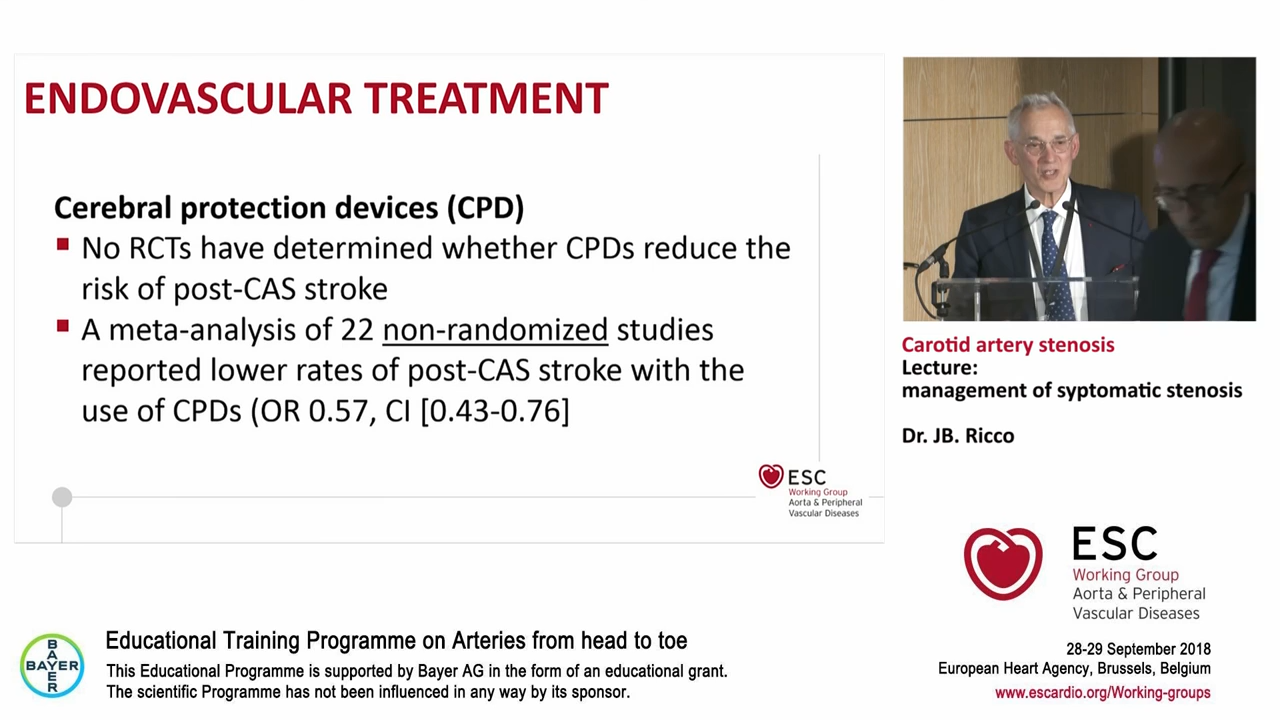 ENDOVASCULAR TREATMENT
Cerebral protection devices (CPD)
▪ No RCTs have determined whether CPDs reduce the
risk of post-CAS stroke
▪ A meta-analysis of 22 non-randomized studies
reported lower rates of post-CAS stroke with the
use of CPDs (OR 0.57, CI [0.43-0.76]
ESC
Working Group
Aorta & Peripheral
Vascular Diseases
Carotid artery stenosis
Lecture:
management of syptomatic stenosis
Dr. JB. Ricco
ESC
Working Group
Aorta & Peripheral
Vascular Diseases
BAYER
BAYER
Educational Training Programme on Arteries from head to toe
This Educational Programme is supported by Bayer AG in the form of an educational grant.
The scientific Programme has not been influenced in any way by its sponsor.
28-29 September 2018
European Heart Agency, Brussels, Belgium
www.escardio.org/Working-groups